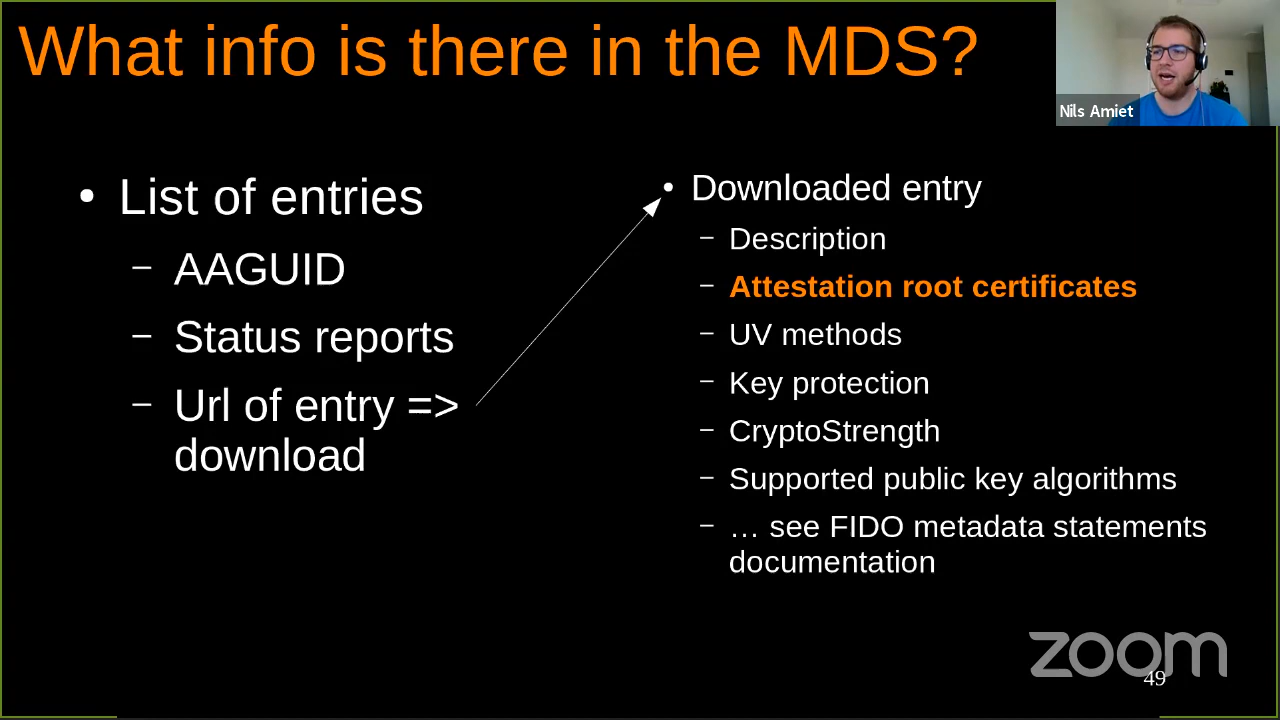 What info is there in the MDS?
Nils Amiet
• List of entries
– AAGUID
– Status reports
– Url of entry =>
download
• Downloaded entry
– Description
– Attestation root certificates
– UV methods
– Key protection
– CryptoStrength
– Supported public key algorithms
– … see FIDO metadata statements
documentation
zoom
49